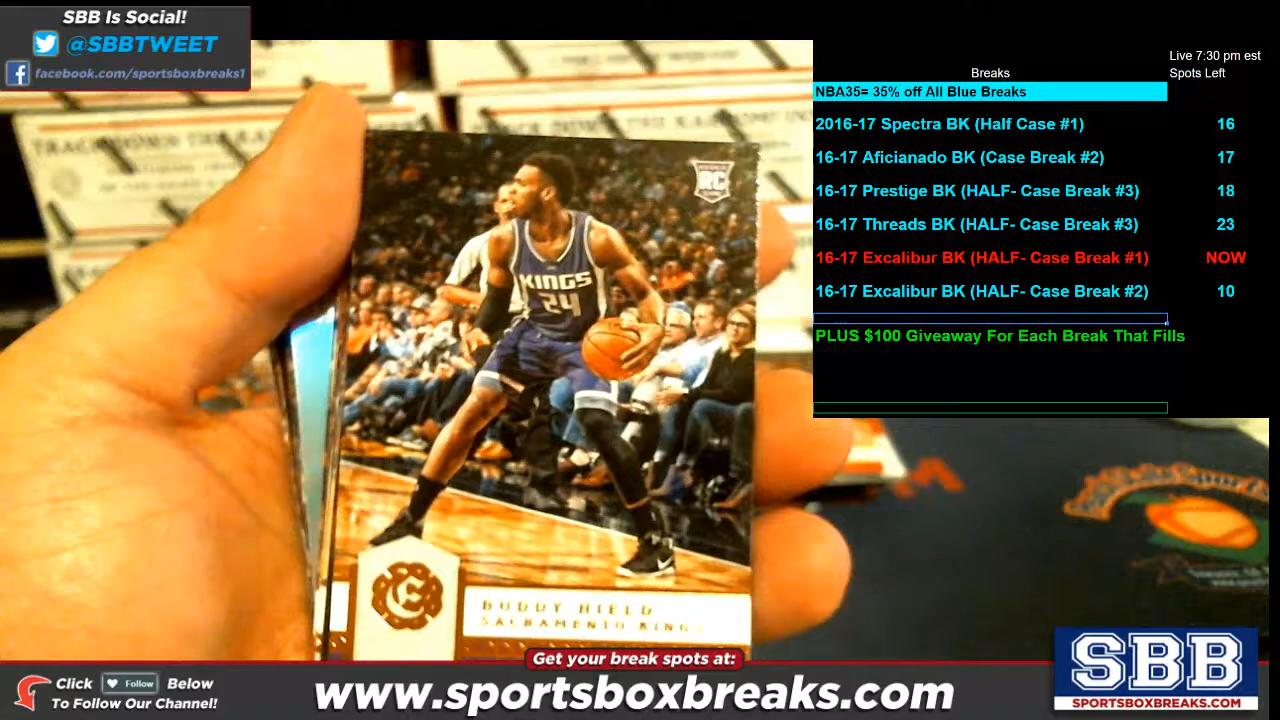 SBB Is Social!
@SBBTWEET
facebook.com/sportsboxbreaks1
Live 7:30 pm est
Breaks Spots Left
NBA35= 35% off All Blue Breaks
2016-17 Spectra BK (Half Case #1) 16
16-17 Aficianado BK (Case Break #2) 17
16-17 Prestige BK (HALF- Case Break #3) 18
16-17 Threads BK (HALF- Case Break #3) 23
16-17 Excalibur BK (HALF- Case Break #1) NOW
16-17 Excalibur BK (HALF- Case Break #2) 10
PLUS $100 Giveaway For Each Break That Fills
RC
KINGS
24
BUDDY HIELD
SACRAMENTO KINGS
Get your break spots at:
Click Follow Below
To Follow Our Channel!
www.sportsboxbreaks.com
SBB
SPORTSBOXBREAKS.COM